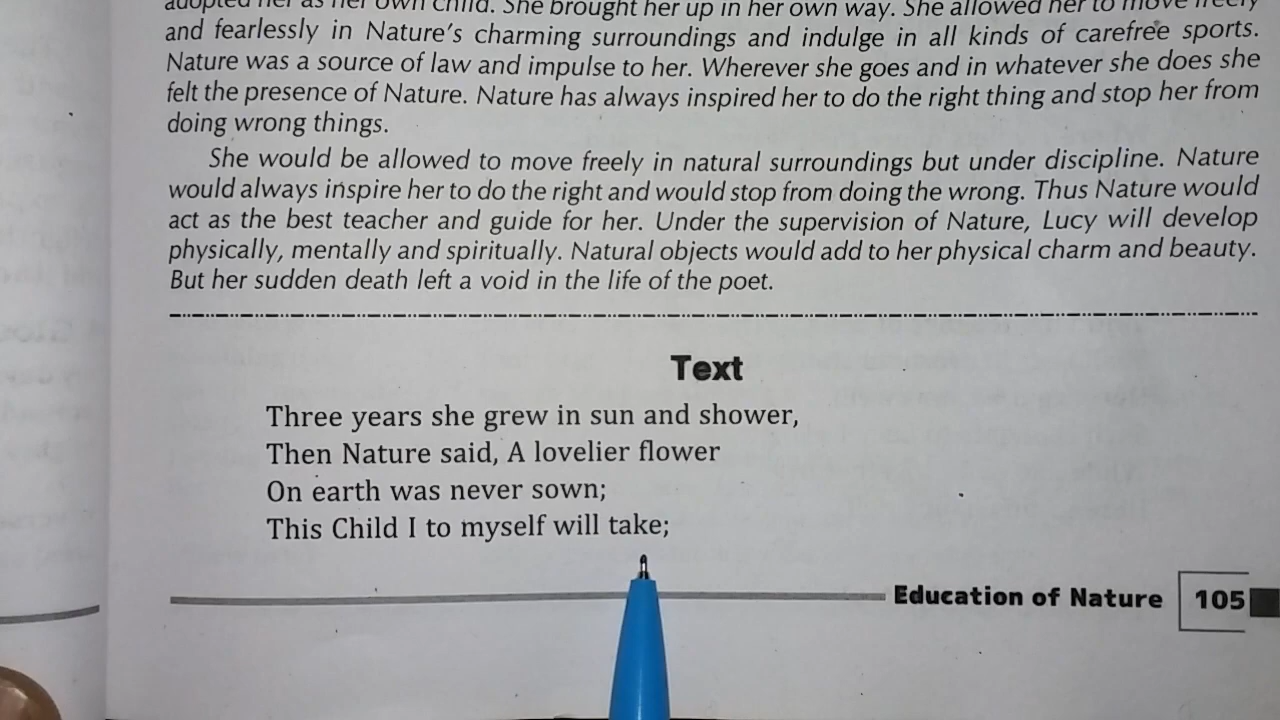 adopted her as her own child. She brought her up in her own way. She allowed her to move freely
and fearlessly in Nature's charming surroundings and indulge in all kinds of carefree sports.
Nature was a source of law and impulse to her. Wherever she goes and in whatever she does she
felt the presence of Nature. Nature has always inspired her to do the right thing and stop her from
doing wrong things.
She would be allowed to move freely in natural surroundings but under discipline. Nature
would always inspire her to do the right and would stop from doing the wrong. Thus Nature would
act as the best teacher and guide for her. Under the supervision of Nature, Lucy will develop
physically, mentally and spiritually. Natural objects would add to her physical charm and beauty.
But her sudden death left a void in the life of the poet.
Text
Three years she grew in sun and shower,
Then Nature said, A lovelier flower
On earth was never sown;
This Child I to myself will take;
Education of Nature 105